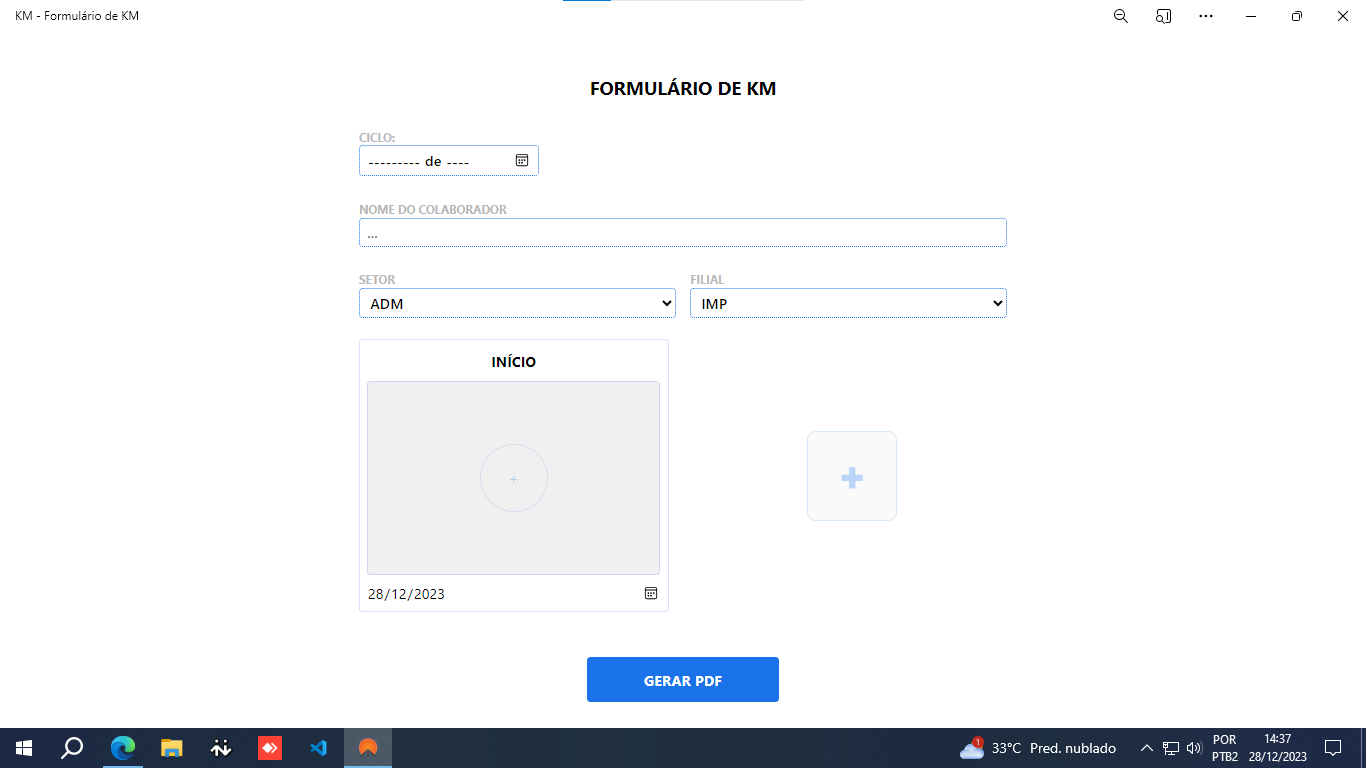 KM - Formulário de KM
FORMULÁRIO DE KM
CICLO:
--------- de ----
NOME DO COLABORADOR
...
SETOR
FILIAL
ADM
IMP
INÍCIO
+
28/12/2023
GERAR PDF
1
33°C Pred. nublado
POR
PTB2
14:37
28/12/2023